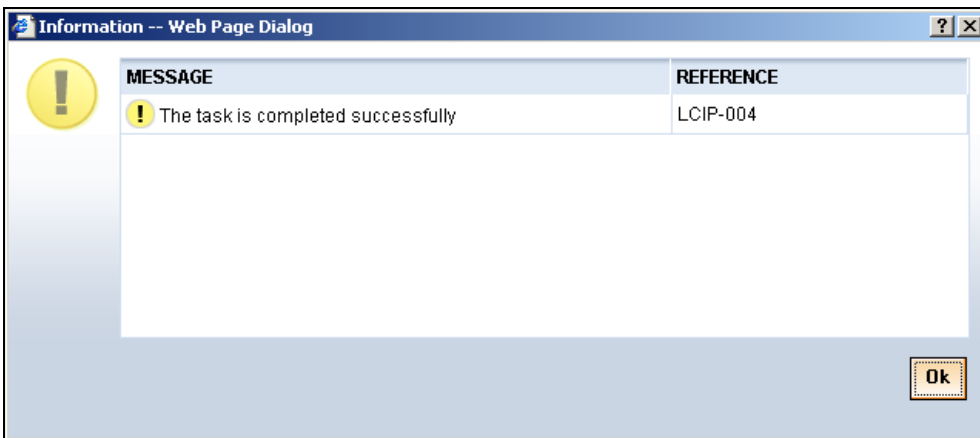 Information -- Web Page Dialog
MESSAGE REFERENCE
The task is completed successfully LCIP-004
Ok